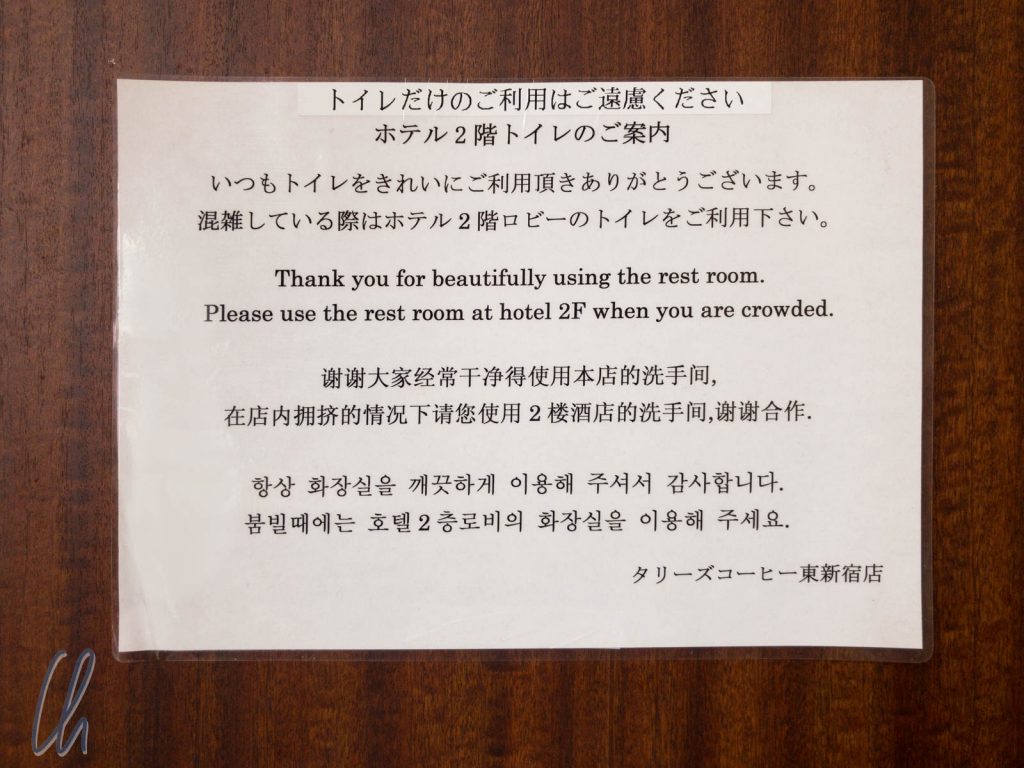 トイレだけのご利用はご遠慮ください
ホテル２階トイレのご案内
いつもトイレをきれいにご利用頂きありがとうございます。
混雑している際はホテル２階ロビーのトイレをご利用下さい。
Thank you for beautifully using the rest room.
Please use the rest room at hotel 2F when you are crowded.
谢谢大家经常干净得使用本店的洗手间,
在店内拥挤的情况下请您使用 2 楼酒店的洗手间,谢谢合作.
항상 화장실을 깨끗하게 이용해 주셔서 감사합니다.
붐빌때에는 호텔２층로비의 화장실을 이용해 주세요.
タリーズコーヒー東新宿店